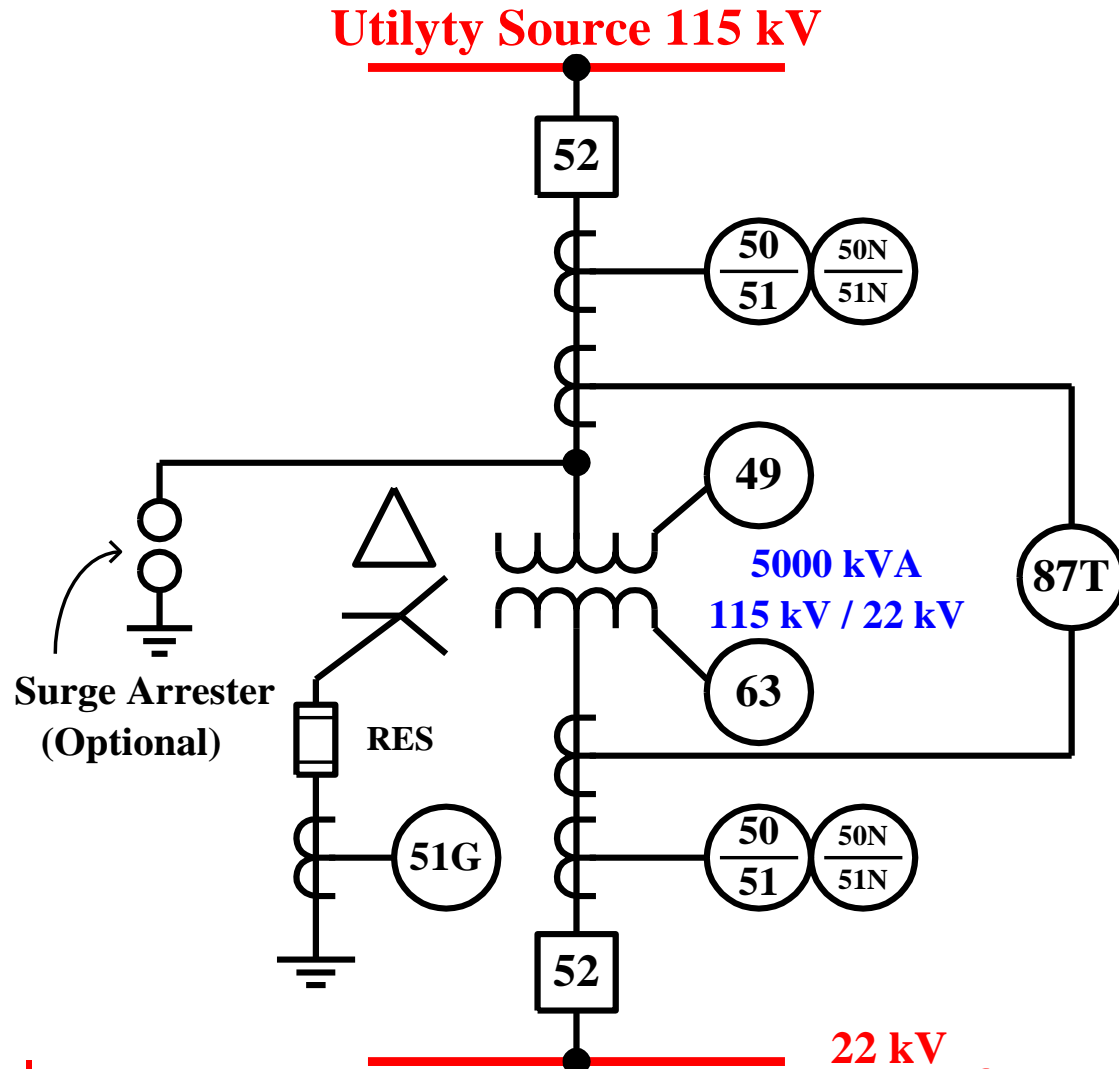 Utilyty Source 115 kV
52
50
51
50N
51N
49
5000 kVA
115 kV / 22 kV
87T
63
Surge Arrester
(Optional)
RES
51G
50
51
50N
51N
52
22 kV